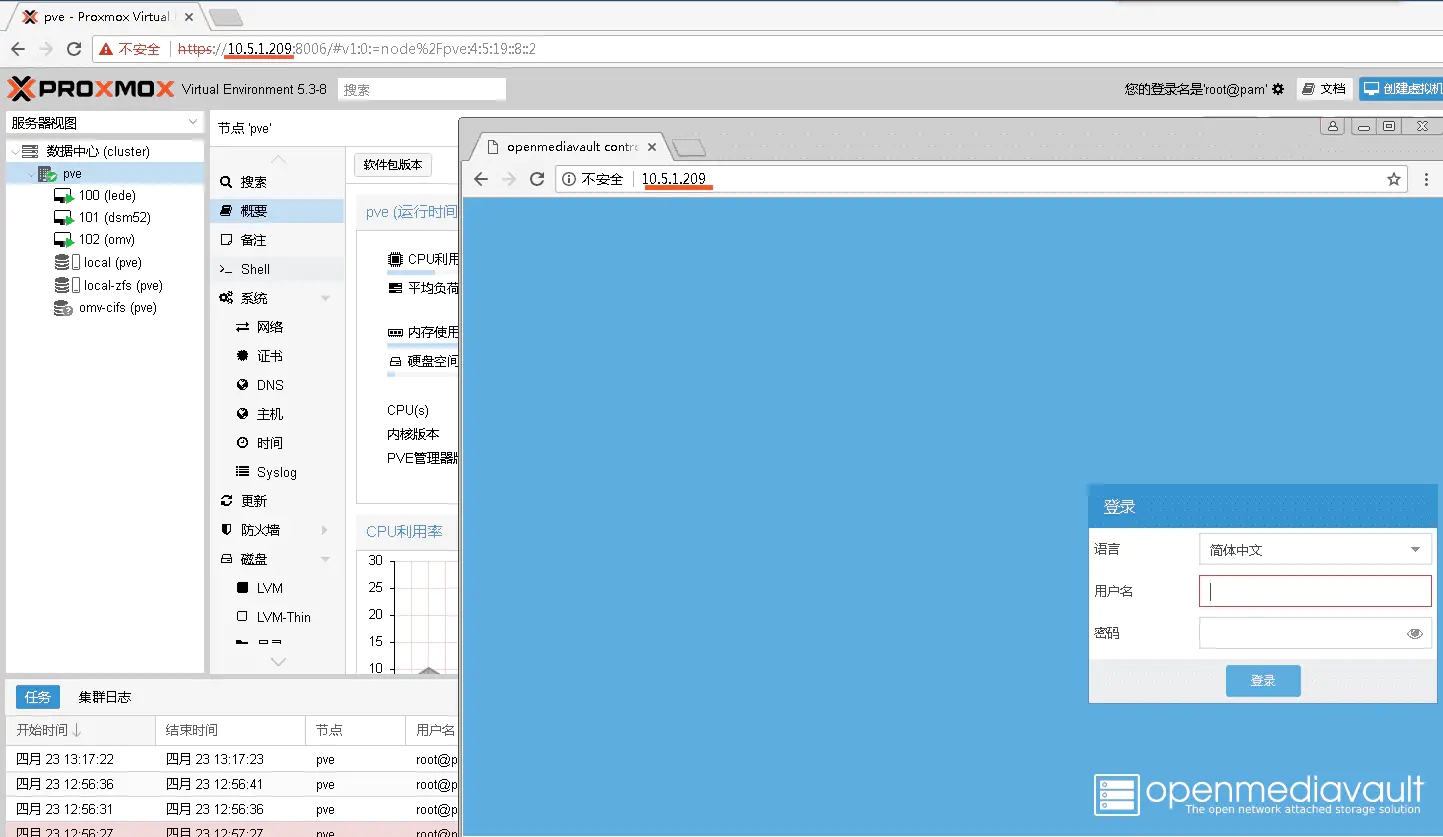 pve - Proxmox Virtual
不安全 https://10.5.1.209:8006/#v1:0:=node%2Fpve:4:5:19::8::2
PROXMOX Virtual Environment 5.3-8 搜索 您的登录名是'root@pam' 文档 创建虚拟机
服务器视图
数据中心 (cluster)
pve
100 (lede)
101 (dsm52)
102 (omv)
local (pve)
local-zfs (pve)
omv-cifs (pve)
节点 'pve'
搜索
概要
备注
Shell
系统
网络
证书
DNS
主机
时间
Syslog
更新
防火墙
磁盘
LVM
LVM-Thin
软件包版本
pve (运行时间
CPU利用
平均负荷
内存使用
硬盘空间
CPU(s)
内核版本
PVE管理器版
CPU利用率
30
25
20
15
10
openmediavault contr
不安全 10.5.1.209
登录
语言 简体中文
用户名
密码
登录
openmediavault
The open network attached storage solution
任务 集群日志
开始时间 结束时间 节点 用户名
四月 23 13:17:22 四月 23 13:17:23 pve root@p
四月 23 12:56:36 四月 23 12:56:41 pve root@p
四月 23 12:56:31 四月 23 12:56:36 pve root@p
四月 23 12:56:27 四月 23 12:57:27 pve root@p